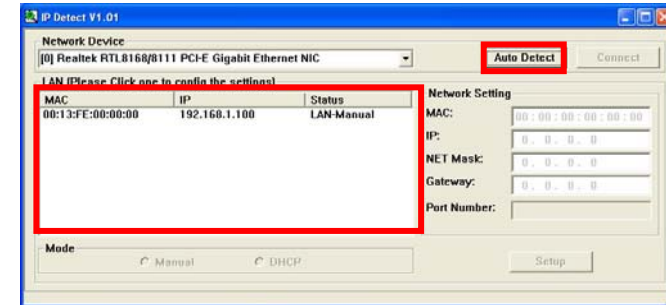 IP Detect V1.01
Network Device
[0] Realtek RTL8168/8111 PCI-E Gigabit Ethernet NIC
Auto Detect
Connect
LAN (Please Click one to config the settings)
MAC IP Status
00:13:FE:00:00:00 192.168.1.100 LAN-Manual
Network Setting
MAC: 00 : 00 : 00 : 00 : 00 : 00
IP: 0 . 0 . 0 . 0
NET Mask: 0 . 0 . 0 . 0
Gateway: 0 . 0 . 0 . 0
Port Number:
Mode
Manual DHCP
Setup